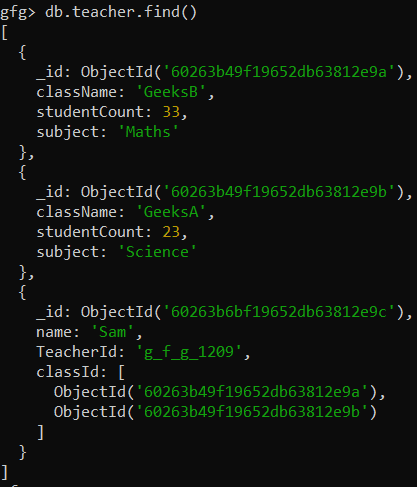 gfg> db.teacher.find()
[
  {
    _id: ObjectId('60263b49f19652db63812e9a'),
    className: 'GeeksB',
    studentCount: 33,
    subject: 'Maths'
  },
  {
    _id: ObjectId('60263b49f19652db63812e9b'),
    className: 'GeeksA',
    studentCount: 23,
    subject: 'Science'
  },
  {
    _id: ObjectId('60263b6bf19652db63812e9c'),
    name: 'Sam',
    TeacherId: 'g_f_g_1209',
    classId: [
      ObjectId('60263b49f19652db63812e9a'),
      ObjectId('60263b49f19652db63812e9b')
    ]
  }
]